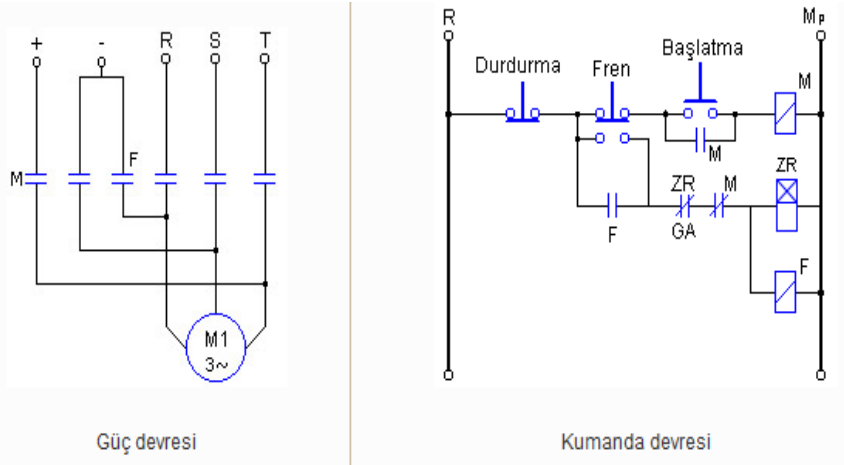 + - R S T
M
F
M1
3~
Güç devresi
R
Mp
Durdurma
Fren
Başlatma
M
M
ZR
ZR M
F
GA
F
Kumanda devresi